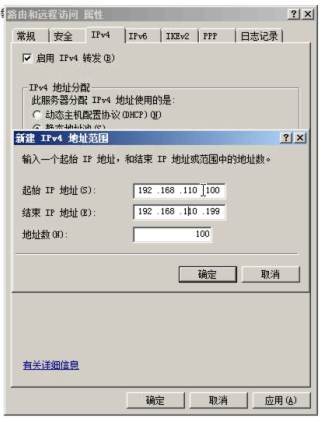 路由和远程访问 属性
常规 安全 IPv4 IPv6 IKEv2 PPP 日志记录
启用 IPv4 转发(B)
IPv4 地址分配
此服务器分配 IPv4 地址使用的是:
动态主机配置协议(DHCP)(Q)
新建 IPv4 地址范围
输入一个起始 IP 地址，和结束 IP 地址或范围中的地址数。
起始 IP 地址(S): 192 .168 .110 .100
结束 IP 地址(E): 192 .168 .110 .199
地址数(N): 100
确定 取消
有关详细信息
确定 取消 应用(A)